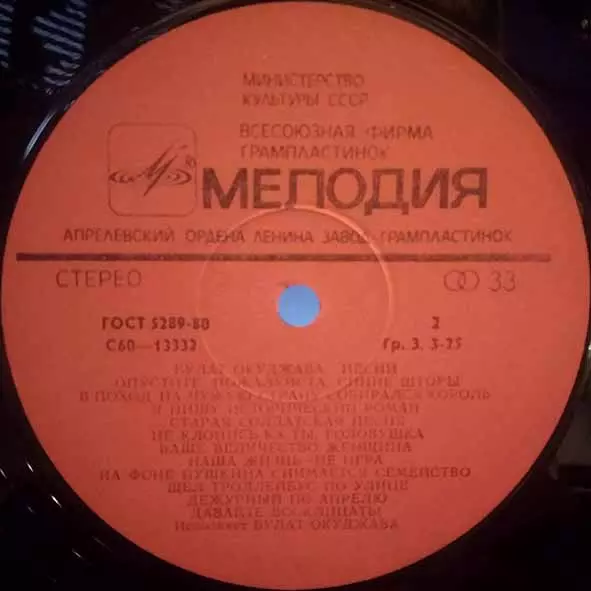 МИНИСТЕРСТВО
КУЛЬТУРЫ СССР
ВСЕСОЮЗНАЯ ФИРМА
ГРАМПЛАСТИНОК
МЕЛОДИЯ
АПРЕЛЕВСКИЙ ОРДЕНА ЛЕНИНА ЗАВОД ГРАМПЛАСТИНОК
СТЕРЕО 33
ГОСТ 5289-80 2
С60—13332 Гр. 3. 3-25
БУЛАТ ОКУДЖАВА ПЕСНИ
ОПУСТИТЕ, ПОЖАЛУЙСТА, СИНИЕ ШТОРЫ
В ПОХОД НА ЧУЖУЮ СТРАНУ СОБИРАЛСЯ КОРОЛЬ
Я ПИШУ ИСТОРИЧЕСКИЙ РОМАН
СТАРАЯ СОЛДАТСКАЯ ПЕСНЯ
НЕ КЛОНИСЬ-КА ТЫ, ГОЛОВУШКА
ВАШЕ ВЕЛИЧЕСТВО ЖЕНЩИНА
НАША ЖИЗНЬ — НЕ ИГРА
НА ФОНЕ ПУШКИНА СНИМАЕТСЯ СЕМЕЙСТВО
ШЕЛ ТРОЛЛЕЙБУС ПО УЛИЦЕ
ДЕЖУРНЫЙ ПО АПРЕЛЮ
ДАВАЙТЕ ВОСКЛИЦАТЬ
Исполняет БУЛАТ ОКУДЖАВА